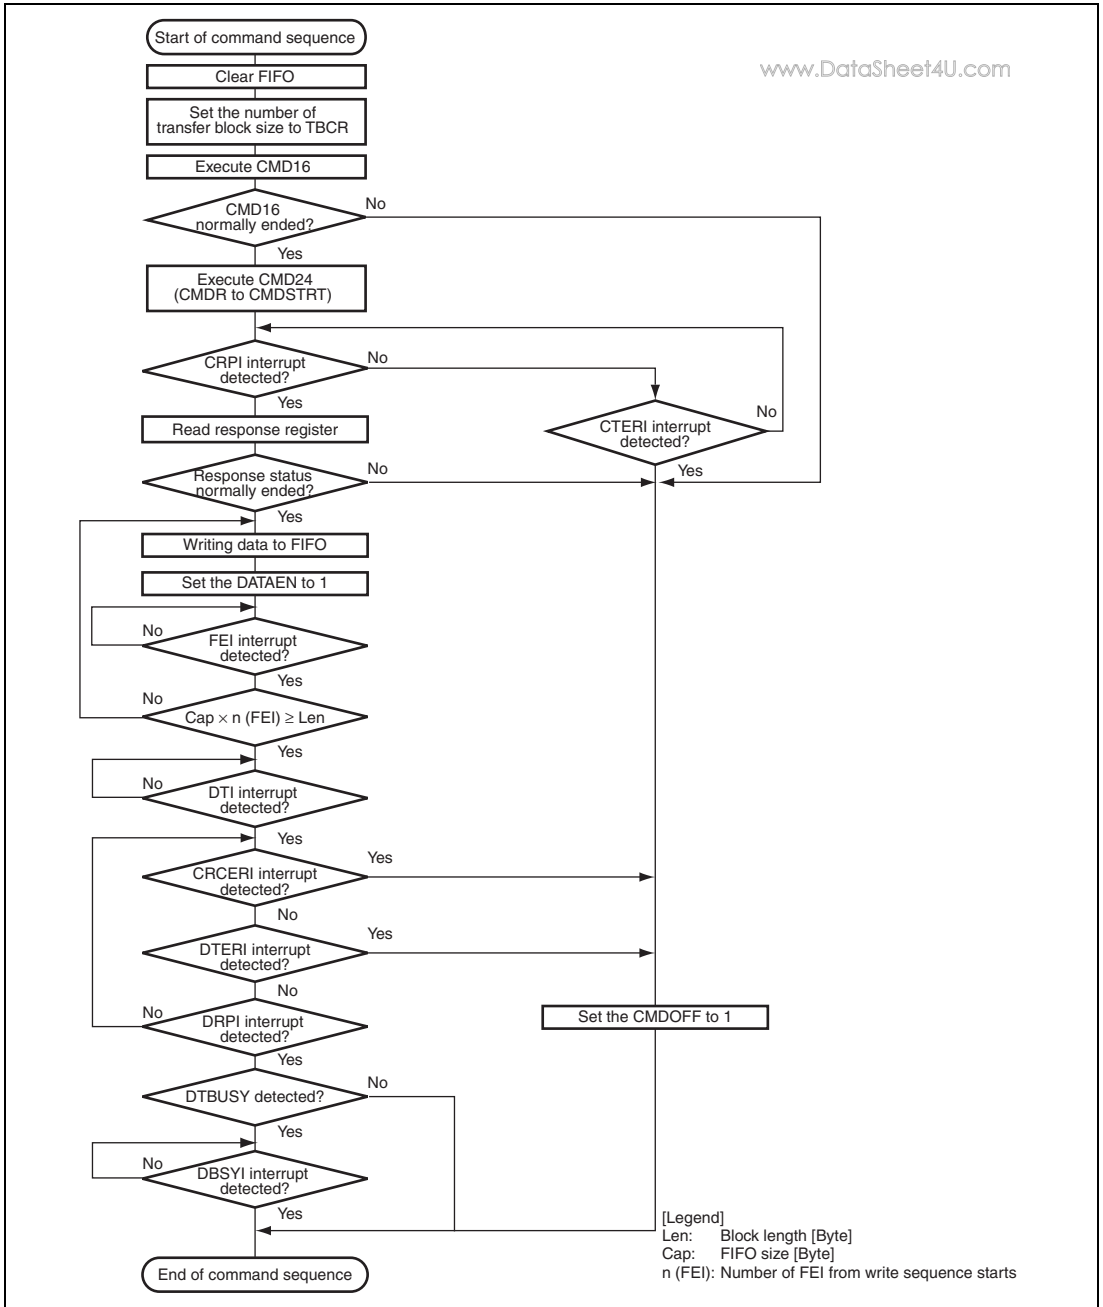 Start of command sequence
www.DataSheet4U.com
Clear FIFO
Set the number of
transfer block size to TBCR
Execute CMD16
CMD16
normally ended?
No
Yes
Execute CMD24
(CMDR to CMDSTRT)
CRPI interrupt
detected?
No
Yes
CTERI interrupt
detected?
No
Yes
Read response register
Response status
normally ended?
No
Yes
Writing data to FIFO
Set the DATAEN to 1
No
FEI interrupt
detected?
Yes
No
Cap × n (FEI) ≥ Len
Yes
No
DTI interrupt
detected?
Yes
CRCERI interrupt
detected?
Yes
No
DTERI interrupt
detected?
Yes
No
No
DRPI interrupt
detected?
Yes
Set the CMDOFF to 1
DTBUSY detected?
No
Yes
No
DBSYI interrupt
detected?
Yes
End of command sequence
[Legend]
Len: Block length [Byte]
Cap: FIFO size [Byte]
n (FEI): Number of FEI from write sequence starts